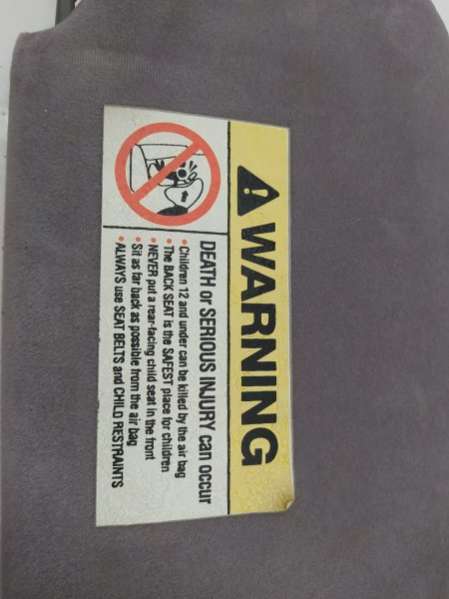 WARNING
DEATH or SERIOUS INJURY can occur
• Children 12 and under can be killed by the air bag
• The BACK SEAT is the SAFEST place for children
• NEVER put a rear-facing child seat in the front
• Sit as far back as possible from the air bag
• ALWAYS use SEAT BELTS and CHILD RESTRAINTS